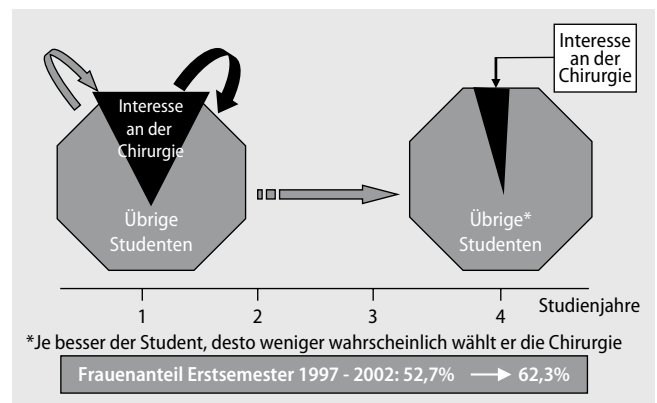 Interesse
an der
Chirurgie
Interesse
an der
Chirurgie
Übrige
Studenten
Übrige*
Studenten
1 2 3 4 Studienjahre
*Je besser der Student, desto weniger wahrscheinlich wählt er die Chirurgie
Frauenanteil Erstsemester 1997 - 2002: 52,7% → 62,3%